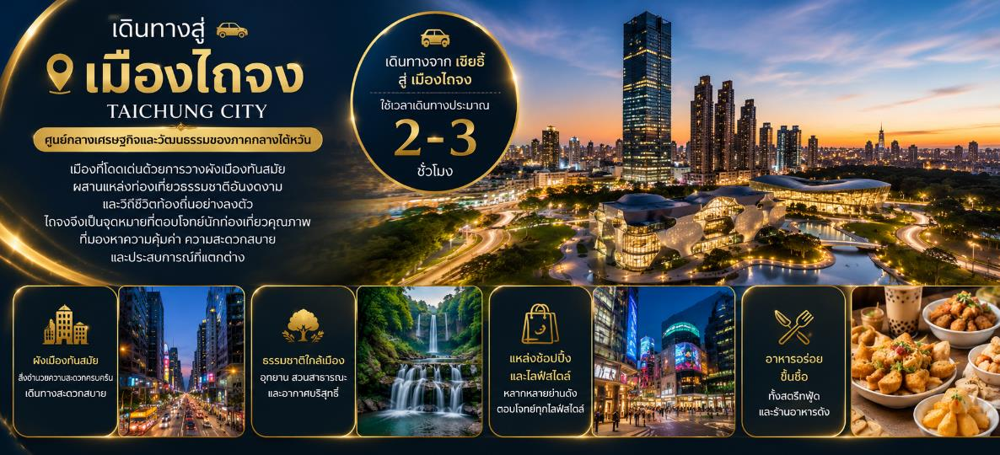 เดินทางสู่
เมืองไถจง
TAICHUNG CITY
ศูนย์กลางเศรษฐกิจและวัฒนธรรมของภาคกลางไต้หวัน
เมืองที่โดดเด่นด้วยการวางผังเมืองทันสมัย
ผสานแหล่งท่องเที่ยวธรรมชาติอันงดงาม
และวิถีชีวิตท้องถิ่นอย่างลงตัว
ไถจงจึงเป็นจุดหมายที่ตอบโจทย์นักท่องเที่ยวคุณภาพ
ที่มองหาความคุ้มค่า ความสะดวกสบาย
และประสบการณ์ที่แตกต่าง
เดินทางจาก เซียธี้
สู่ เมืองไถจง
ใช้เวลาเดินทางประมาณ
2-3
ชั่วโมง
ผังเมืองทันสมัย
สิ่งอำนวยความสะดวกครบครัน
เดินทางสะดวกสบาย
ธรรมชาติใกล้เมือง
อุทยาน สวนสาธารณะ
และอากาศบริสุทธิ์
แหล่งช้อปปิ้ง
และไลฟ์สไตล์
หลากหลายย่านดัง
ตอบโจทย์ทุกไลฟ์สไตล์
อาหารอร่อย
ขึ้นชื่อ
ทั้งสตรีทฟู้ด
และร้านอาหารดัง